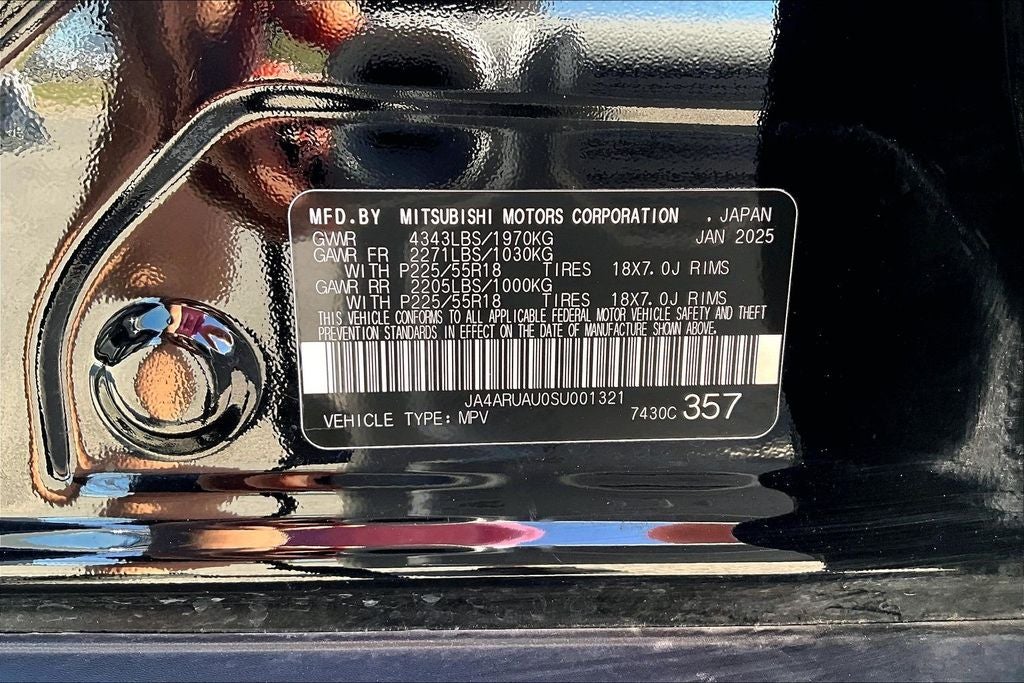 MFD.BY MITSUBISHI MOTORS CORPORATION . JAPAN
GVWR 4343LBS/1970KG JAN 2025
GAWR FR 2271LBS/1030KG
WITH P225/55R18 TIRES 18X7.0J RIMS
GAWR RR 2205LBS/1000KG
WITH P225/55R18 TIRES 18X7.0J RIMS
THIS VEHICLE CONFORMS TO ALL APPLICABLE FEDERAL MOTOR VEHICLE SAFETY AND THEFT
PREVENTION STANDARDS IN EFFECT ON THE DATE OF MANUFACTURE SHOWN ABOVE.
JA4ARUAU0SU001321
VEHICLE TYPE: MPV 7430C 357